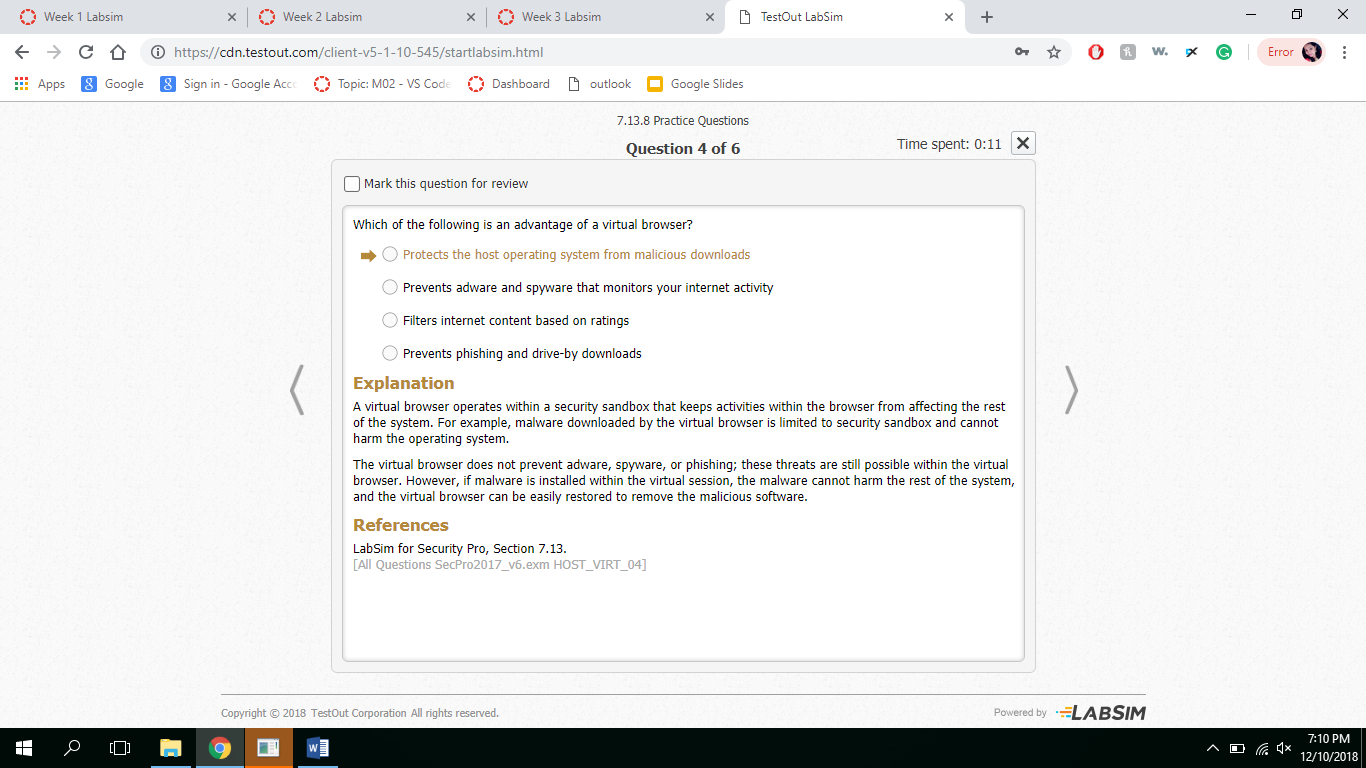 Week 1 Labsim
Week 2 Labsim
Week 3 Labsim
TestOut LabSim
https://cdn.testout.com/client-v5-1-10-545/startlabsim.html
Error
Apps
Google
Sign in - Google Acco
Topic: M02 - VS Code
Dashboard
outlook
Google Slides
7.13.8 Practice Questions
Question 4 of 6
Time spent: 0:11
Mark this question for review
Which of the following is an advantage of a virtual browser?
Protects the host operating system from malicious downloads
Prevents adware and spyware that monitors your internet activity
Filters internet content based on ratings
Prevents phishing and drive-by downloads
Explanation
A virtual browser operates within a security sandbox that keeps activities within the browser from affecting the rest
of the system. For example, malware downloaded by the virtual browser is limited to security sandbox and cannot
harm the operating system.
The virtual browser does not prevent adware, spyware, or phishing; these threats are still possible within the virtual
browser. However, if malware is installed within the virtual session, the malware cannot harm the rest of the system,
and the virtual browser can be easily restored to remove the malicious software.
References
LabSim for Security Pro, Section 7.13.
[All Questions SecPro2017_v6.exm HOST_VIRT_04]
Copyright © 2018 TestOut Corporation All rights reserved.
Powered by LABSIM
7:10 PM
12/10/2018